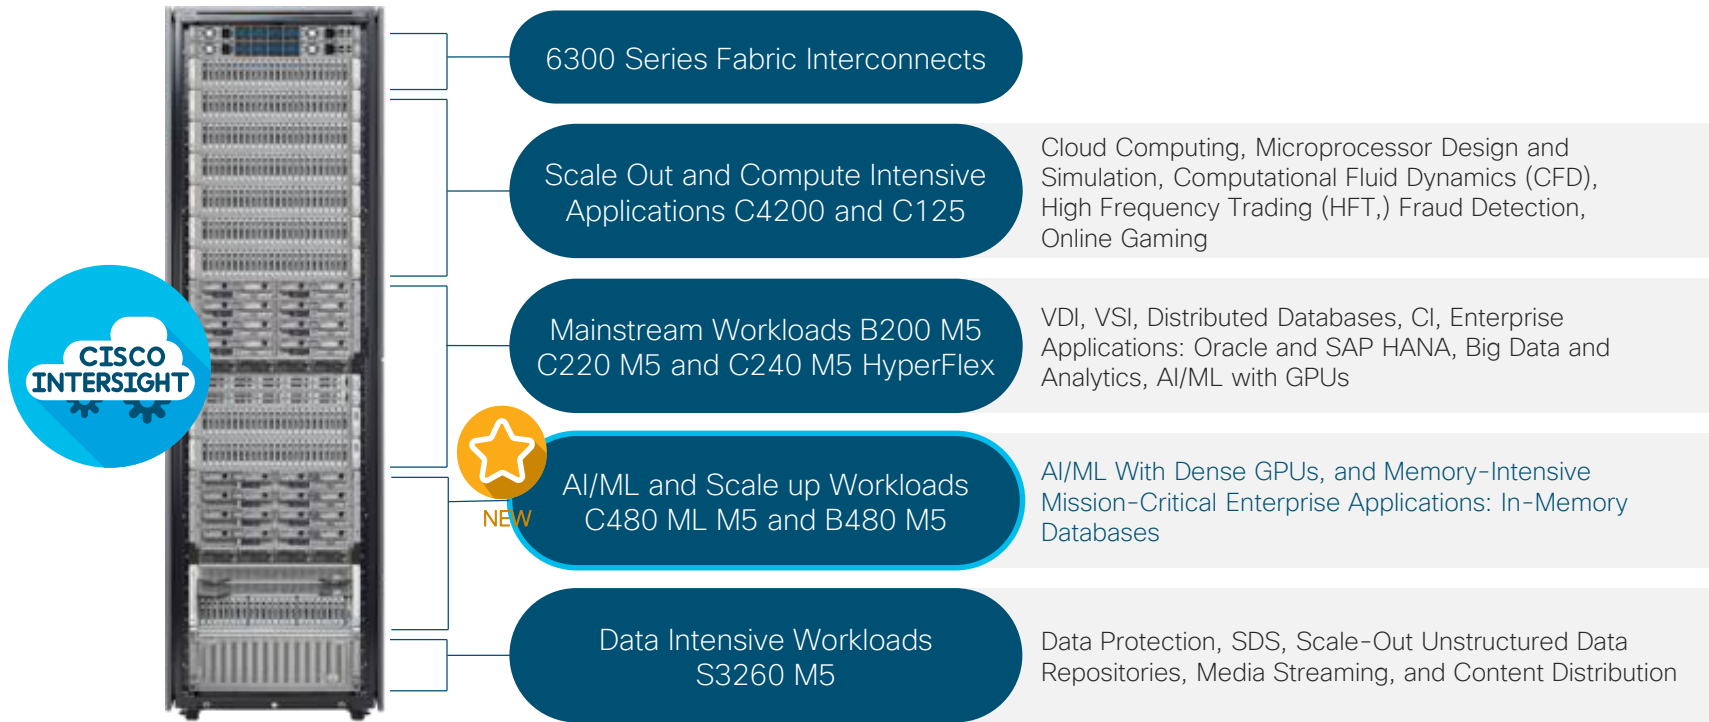 6300 Series Fabric Interconnects
Scale Out and Compute Intensive
Applications C4200 and C125
Cloud Computing, Microprocessor Design and
Simulation, Computational Fluid Dynamics (CFD),
High Frequency Trading (HFT,) Fraud Detection,
Online Gaming
CISCO
INTERSIGHT
Mainstream Workloads B200 M5
C220 M5 and C240 M5 HyperFlex
VDI, VSI, Distributed Databases, CI, Enterprise
Applications: Oracle and SAP HANA, Big Data and
Analytics, AI/ML with GPUs
NEW
AI/ML and Scale up Workloads
C480 ML M5 and B480 M5
AI/ML With Dense GPUs, and Memory-Intensive
Mission-Critical Enterprise Applications: In-Memory
Databases
Data Intensive Workloads
S3260 M5
Data Protection, SDS, Scale-Out Unstructured Data
Repositories, Media Streaming, and Content Distribution